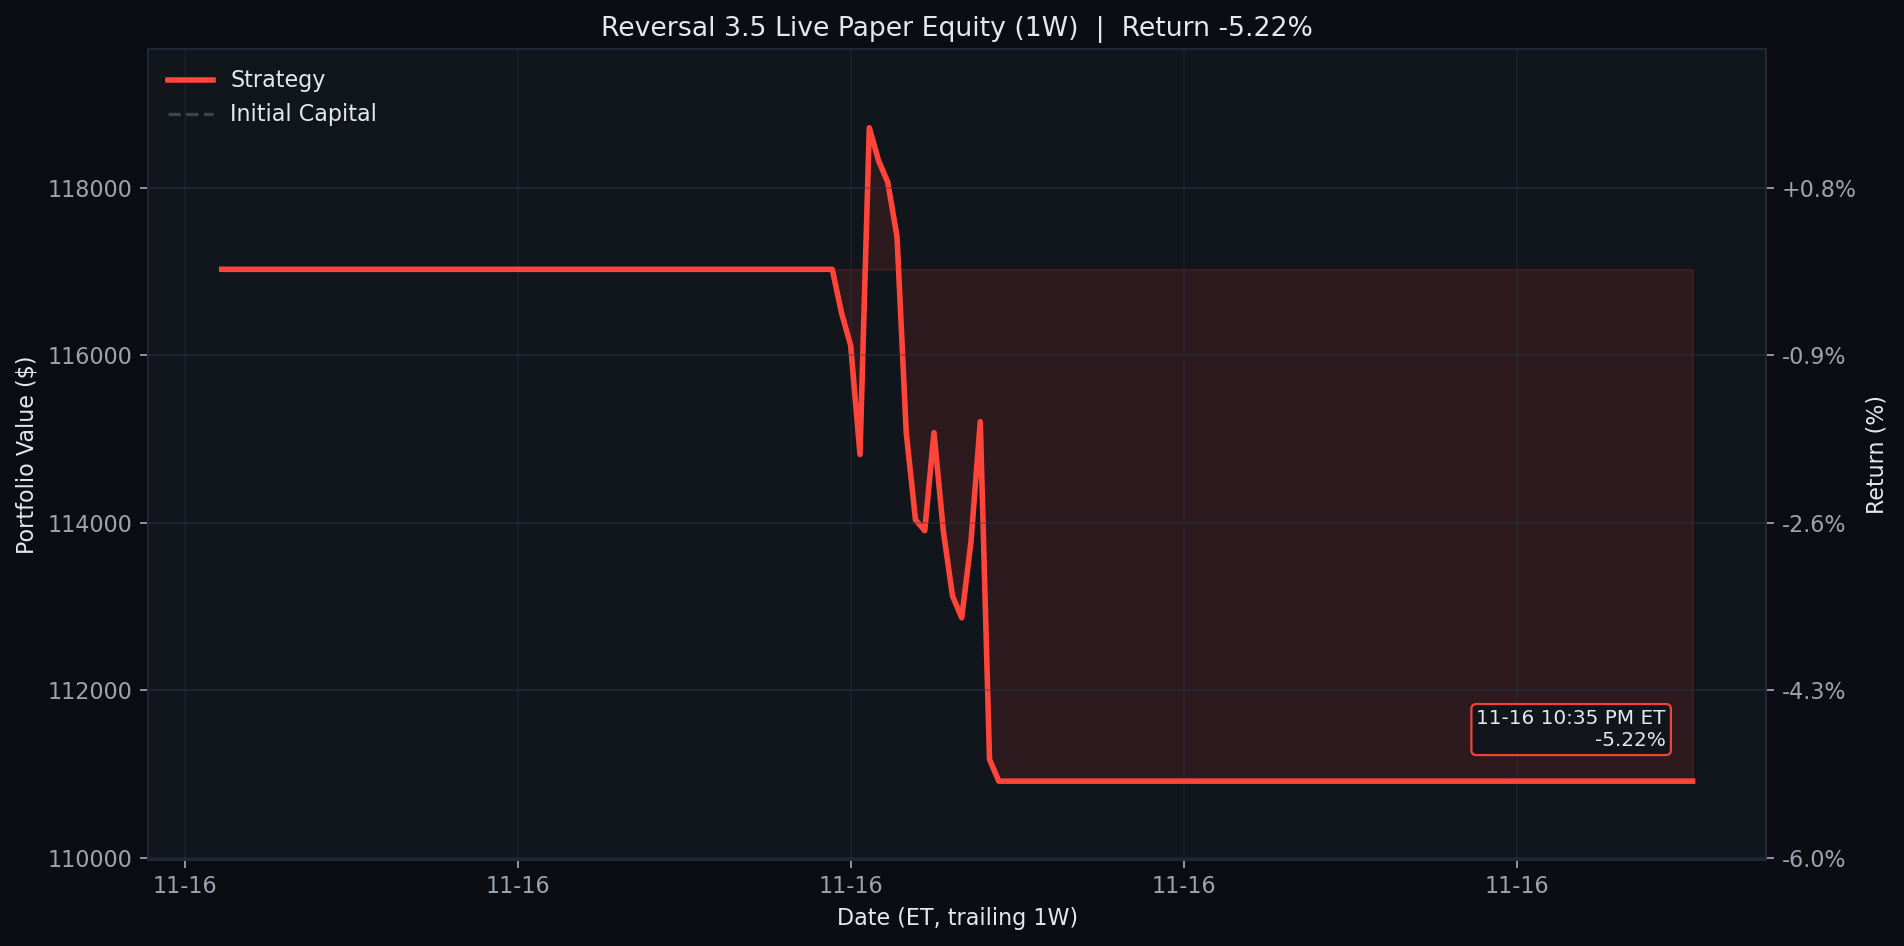 Reversal 3.5 Live Paper Equity (1W)  |  Return -5.22%
Strategy
Initial Capital
118000
116000
114000
112000
110000
Portfolio Value ($)
+0.8%
-0.9%
-2.6%
-4.3%
-6.0%
Return (%)
11-16 10:35 PM ET
-5.22%
11-16
11-16
11-16
11-16
11-16
Date (ET, trailing 1W)